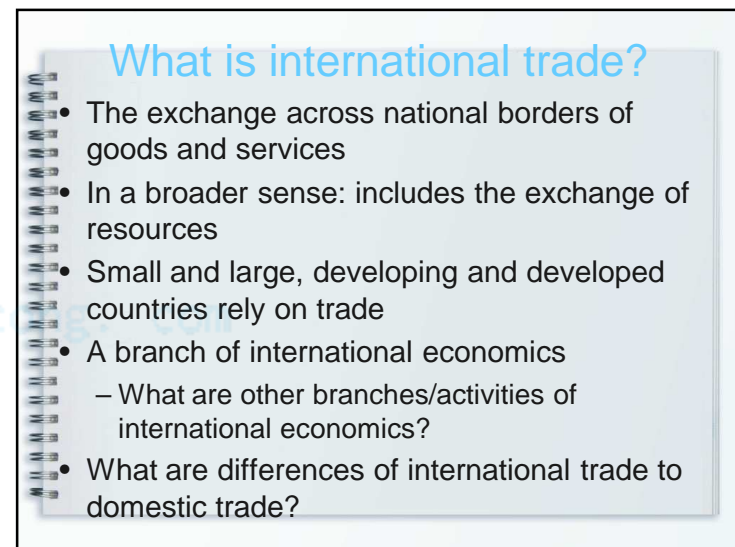 What is international trade?
• The exchange across national borders of
goods and services
• In a broader sense: includes the exchange of
resources
• Small and large, developing and developed
countries rely on trade
• A branch of international economics
– What are other branches/activities of
international economics?
• What are differences of international trade to
domestic trade?